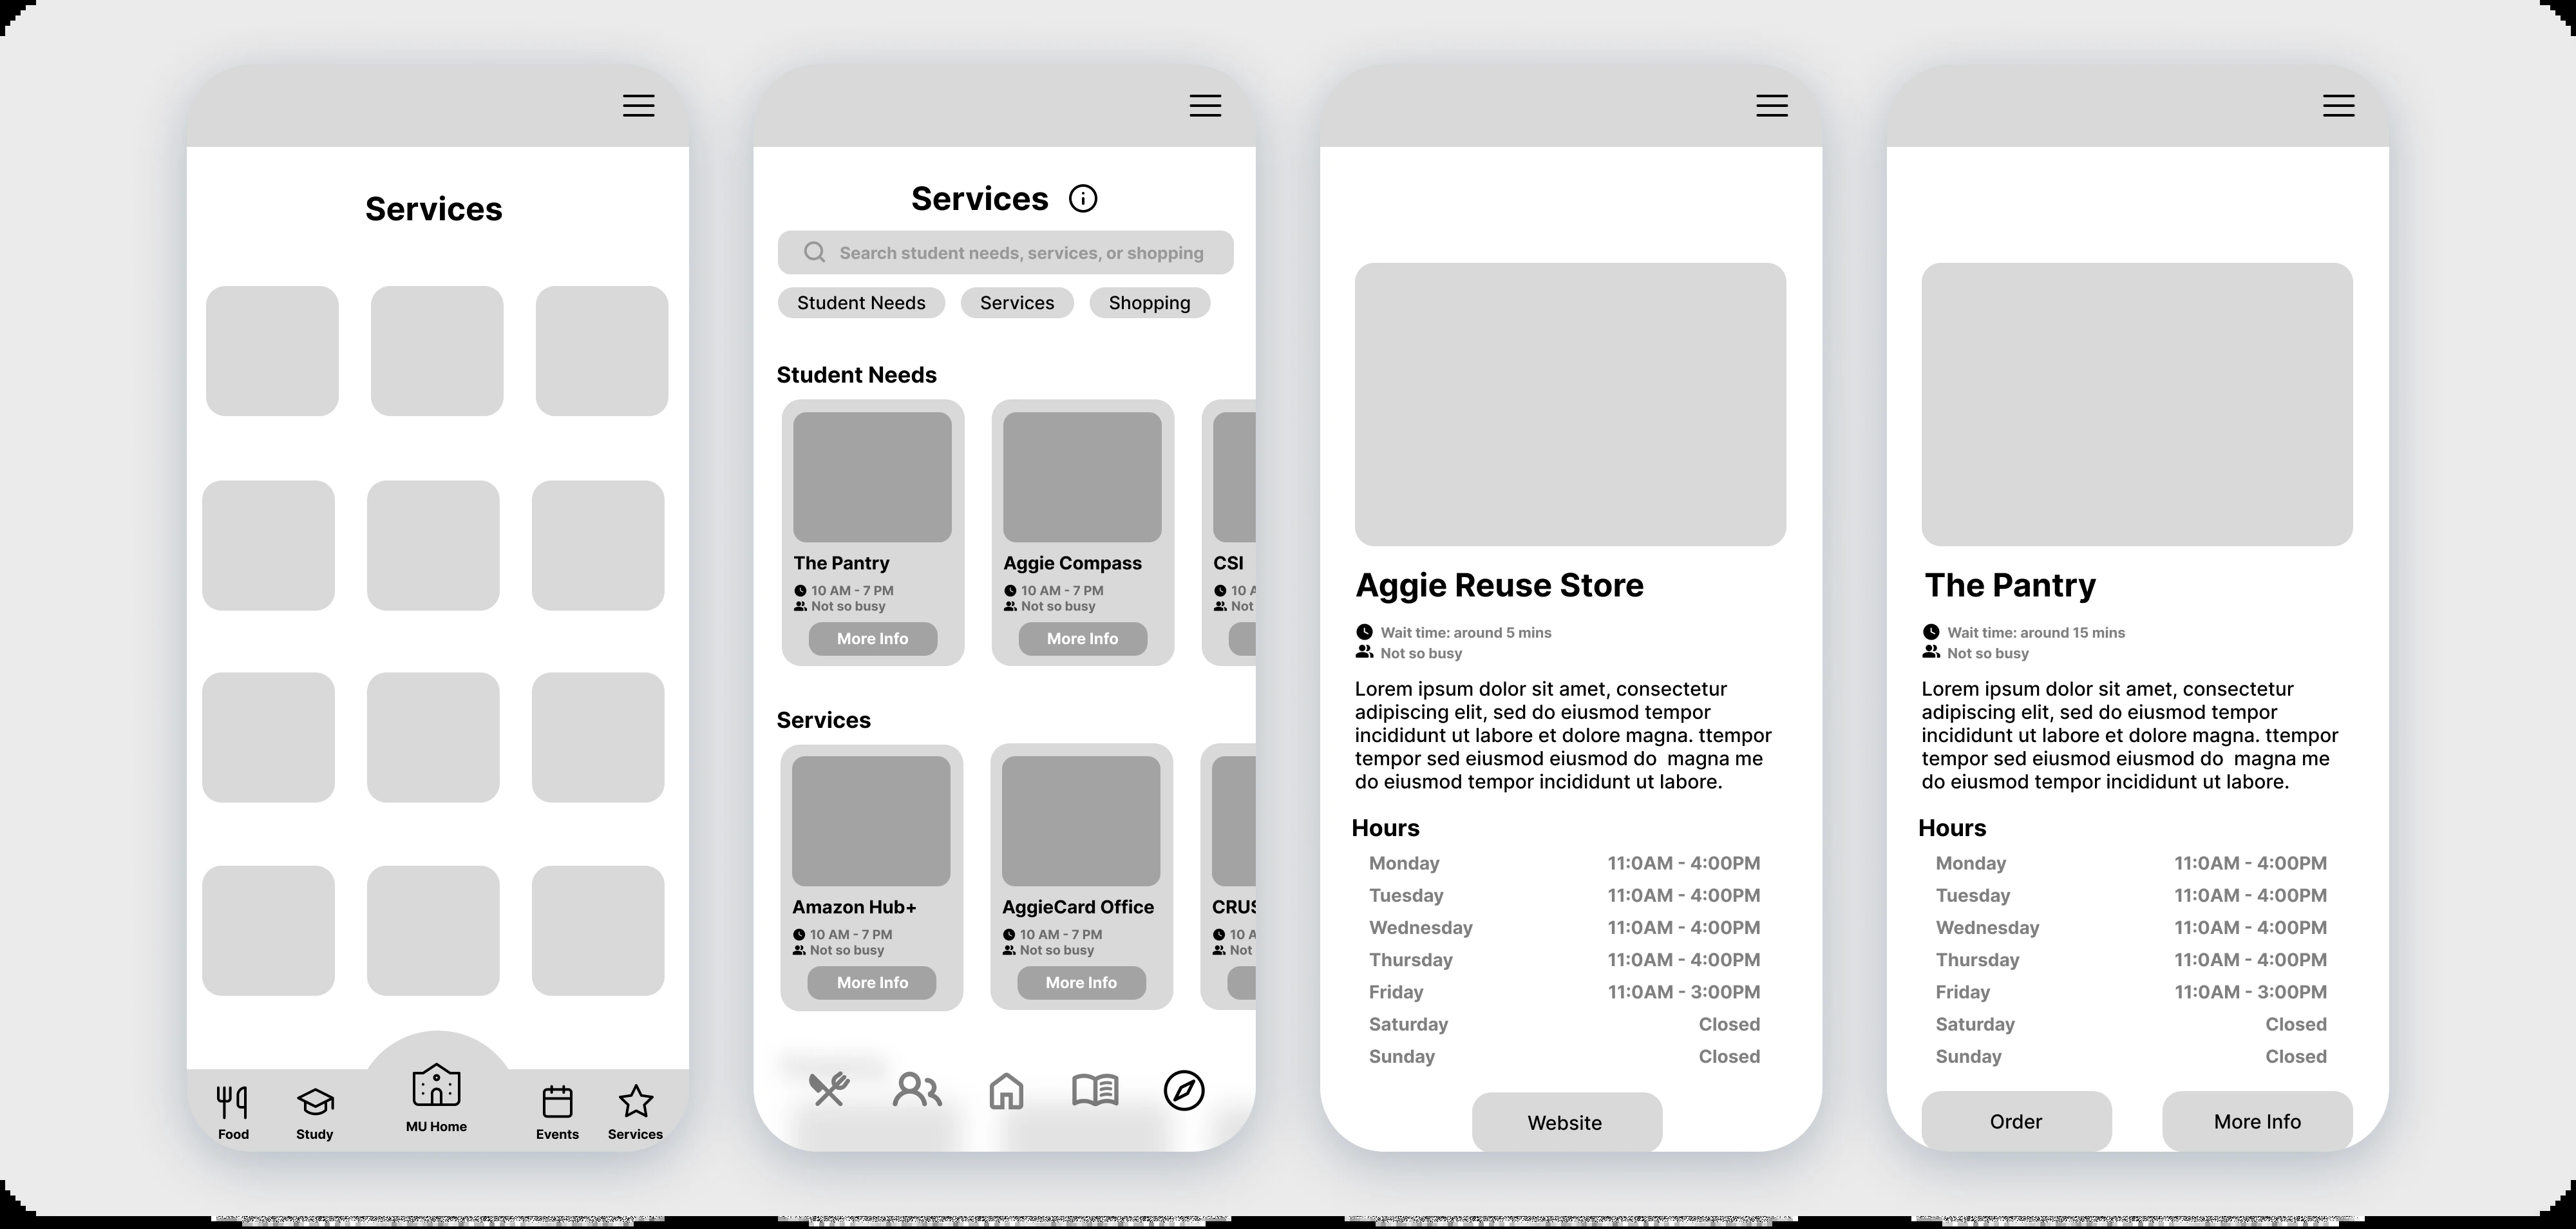 Services
Food
Study
MU Home
Events
Services
Services
Search student needs, services, or shopping
Student Needs
Services
Shopping
Student Needs
The Pantry
10 AM - 7 PM
Not so busy
More Info
Aggie Compass
10 AM - 7 PM
Not so busy
More Info
CSI
10 A
Not
Services
Amazon Hub+
10 AM - 7 PM
Not so busy
More Info
AggieCard Office
10 AM - 7 PM
Not so busy
More Info
CRUS
10 A
Not
Aggie Reuse Store
Wait time: around 5 mins
Not so busy
Lorem ipsum dolor sit amet, consectetur
adipiscing elit, sed do eiusmod tempor
incididunt ut labore et dolore magna. ttempor
tempor sed eiusmod eiusmod do  magna me
do eiusmod tempor incididunt ut labore.
Hours
Monday 11:0AM - 4:00PM
Tuesday 11:0AM - 4:00PM
Wednesday 11:0AM - 4:00PM
Thursday 11:0AM - 4:00PM
Friday 11:0AM - 3:00PM
Saturday Closed
Sunday Closed
Website
The Pantry
Wait time: around 15 mins
Not so busy
Lorem ipsum dolor sit amet, consectetur
adipiscing elit, sed do eiusmod tempor
incididunt ut labore et dolore magna. ttempor
tempor sed eiusmod eiusmod do  magna me
do eiusmod tempor incididunt ut labore.
Hours
Monday 11:0AM - 4:00PM
Tuesday 11:0AM - 4:00PM
Wednesday 11:0AM - 4:00PM
Thursday 11:0AM - 4:00PM
Friday 11:0AM - 3:00PM
Saturday Closed
Sunday Closed
Order
More Info